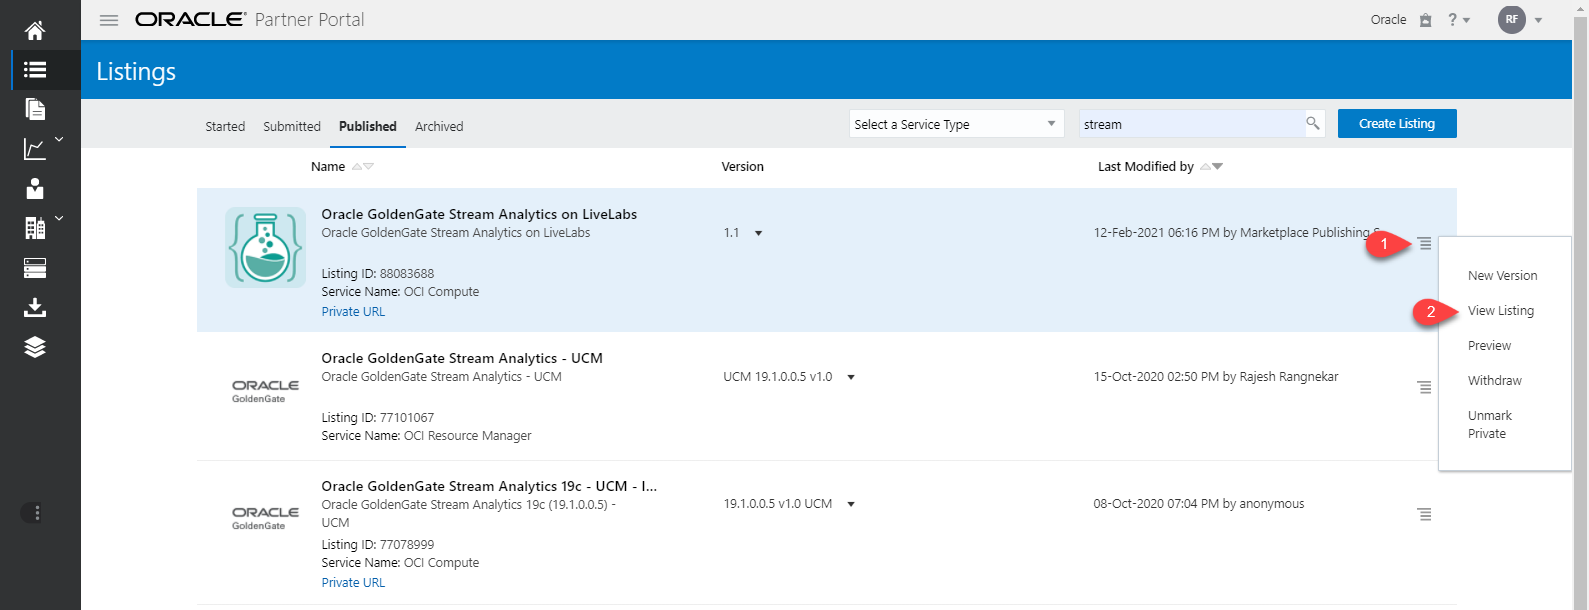 ORACLE Partner Portal
Oracle ? RF
Listings
Started Submitted Published Archived
Select a Service Type
stream
Create Listing
Name Version Last Modified by
Oracle GoldenGate Stream Analytics on LiveLabs
Oracle GoldenGate Stream Analytics on LiveLabs
1.1
12-Feb-2021 06:16 PM by Marketplace Publishing S
Listing ID: 88083688
Service Name: OCI Compute
Private URL
1
New Version
2
View Listing
Preview
Withdraw
Unmark
Private
ORACLE
GoldenGate
Oracle GoldenGate Stream Analytics - UCM
Oracle GoldenGate Stream Analytics - UCM
UCM 19.1.0.0.5 v1.0
15-Oct-2020 02:50 PM by Rajesh Rangnekar
Listing ID: 77101067
Service Name: OCI Resource Manager
ORACLE
GoldenGate
Oracle GoldenGate Stream Analytics 19c - UCM - I...
Oracle GoldenGate Stream Analytics 19c (19.1.0.0.5) -
UCM
19.1.0.0.5 v1.0 UCM
08-Oct-2020 07:04 PM by anonymous
Listing ID: 77078999
Service Name: OCI Compute
Private URL